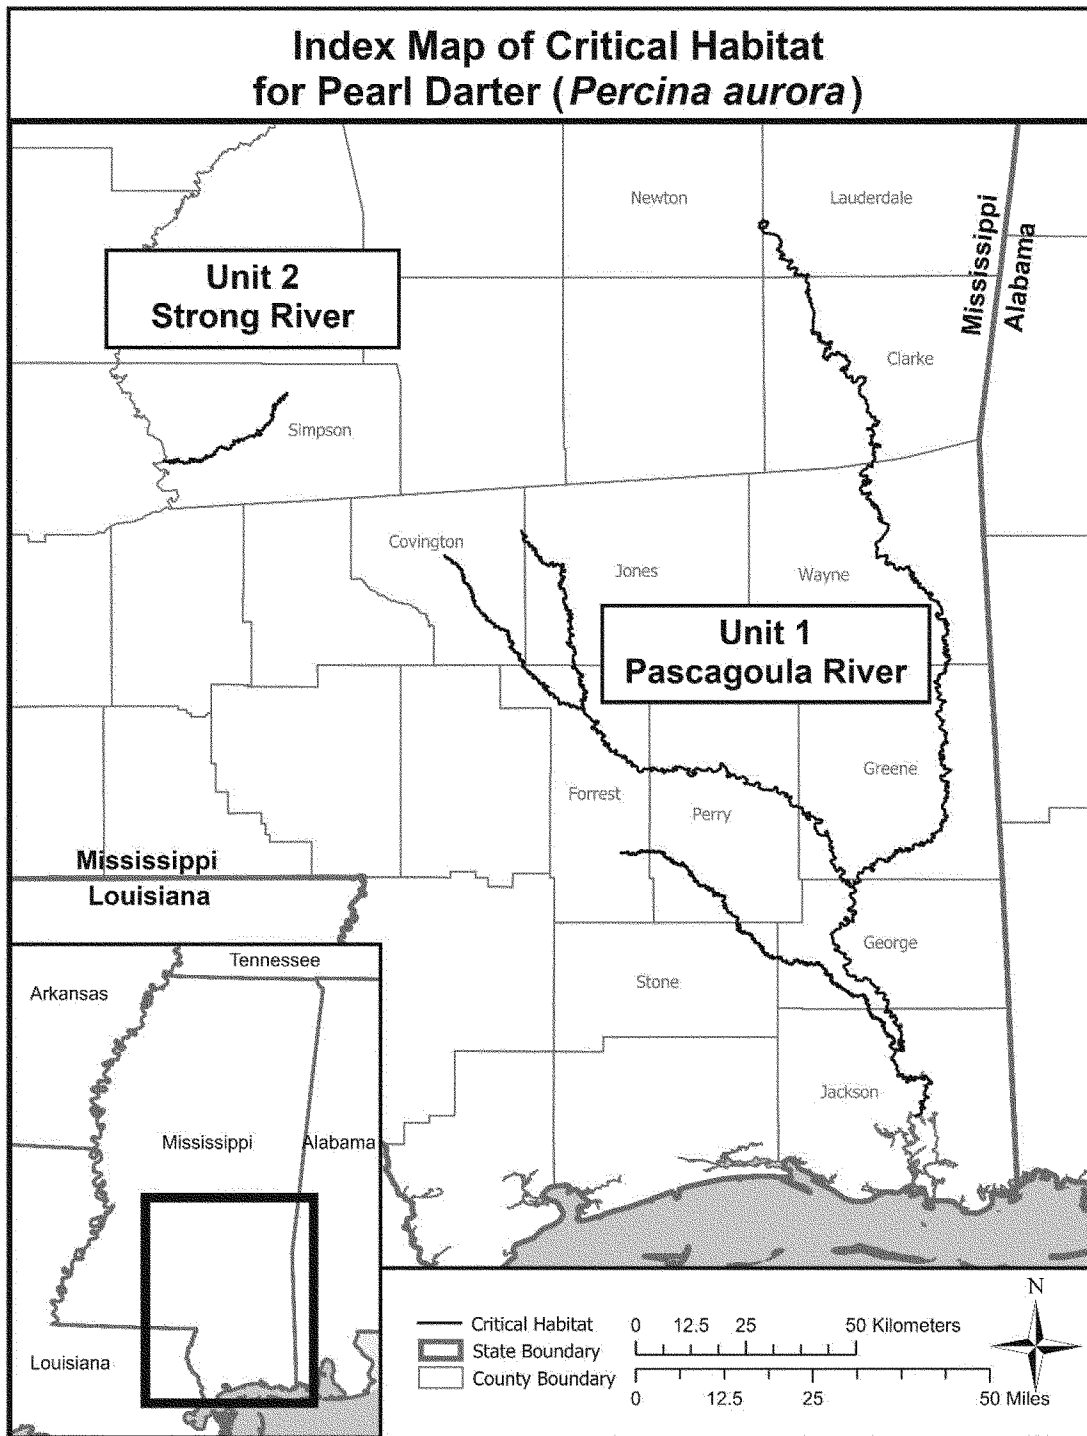 Index Map of Critical Habitat
for Pearl Darter (Percina aurora)
Newton
Lauderdale
Mississippi
Alabama
Unit 2
Strong River
Clarke
Simpson
Covington
Jones
Wayne
Unit 1
Pascagoula River
Greene
Forrest
Perry
Mississippi
Louisiana
George
Stone
Jackson
Tennessee
Arkansas
Mississippi
Alabama
Louisiana
Critical Habitat
State Boundary
County Boundary
0 12.5 25 50 Kilometers
0 12.5 25 50 Miles
N